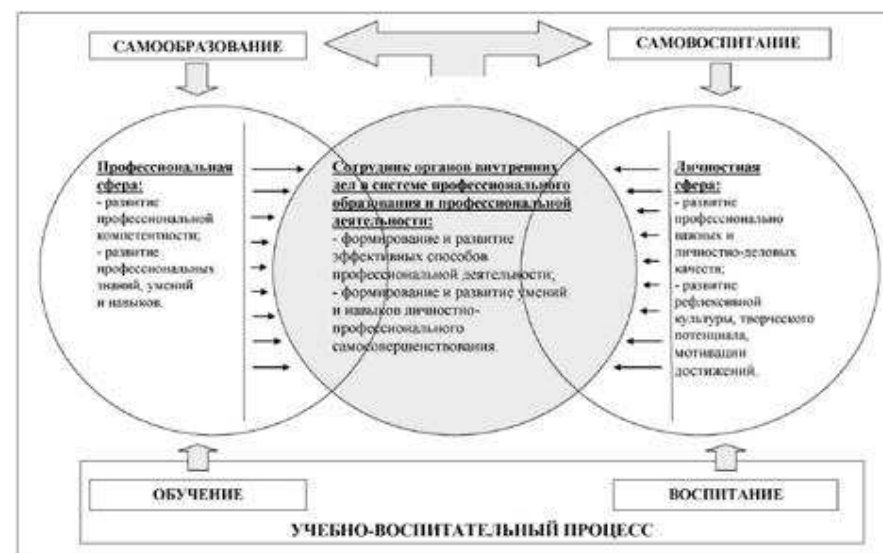 САМООБРАЗОВАНИЕ
САМОВОСПИТАНИЕ
Профессиональная
сфера:
- развитие
профессиональной
компетентности;
- развитие
профессиональных
знаний, умений
и навыков.
Сотрудник органов внутренних
дел в системе профессионального
образования и профессиональной
деятельности:
- формирование и развитие
эффективных способов
профессиональной деятельности;
- формирование и развитие умений
и навыков личностно-
профессионального
самосовершенствования.
Личностная
сфера:
- развитие
профессионально
важных и
личностно-деловых
качеств;
- развитие
рефлексивной
культуры, творческого
потенциала,
мотивации
достижений.
ОБУЧЕНИЕ
ВОСПИТАНИЕ
УЧЕБНО-ВОСПИТАТЕЛЬНЫЙ ПРОЦЕСС